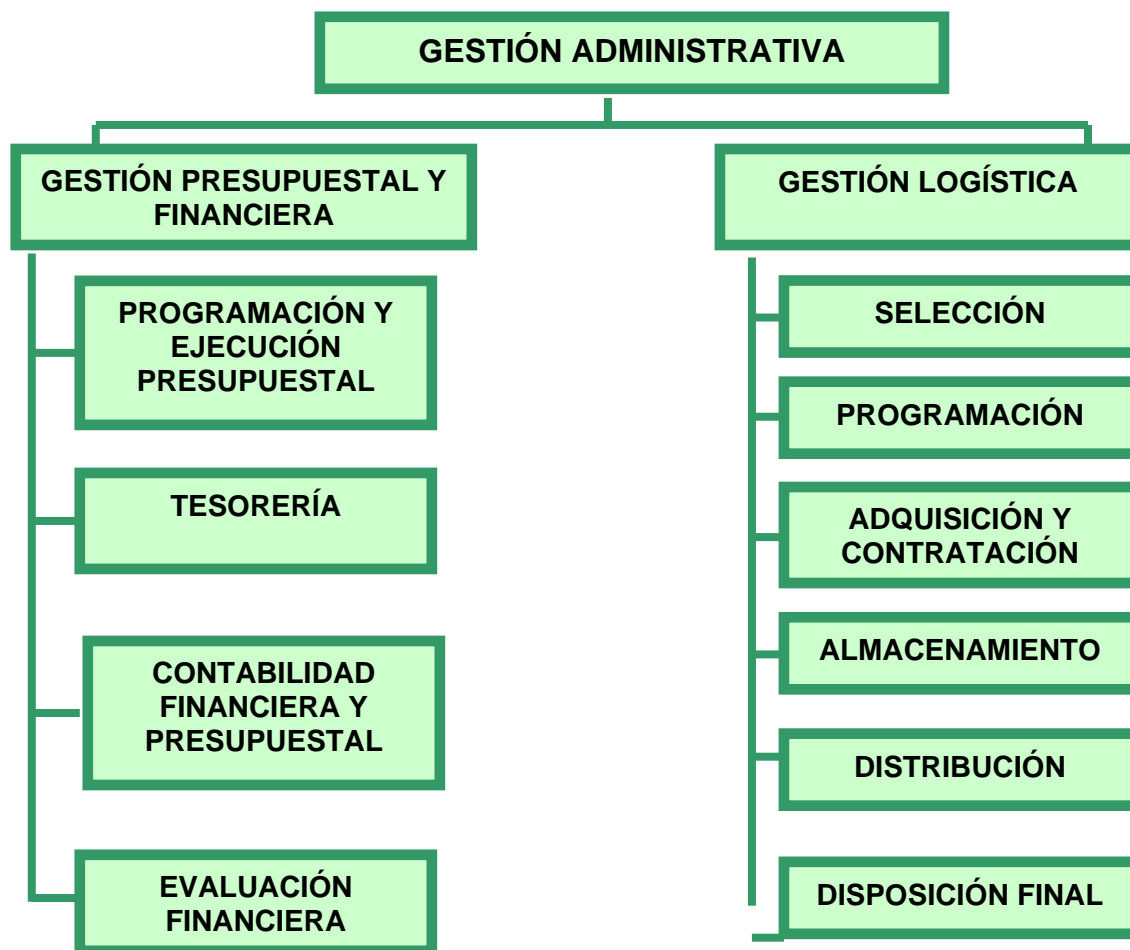 GESTIÓN ADMINISTRATIVA
GESTIÓN PRESUPUESTAL Y
FINANCIERA
PROGRAMACIÓN Y
EJECUCIÓN
PRESUPUESTAL
TESORERÍA
CONTABILIDAD
FINANCIERA Y
PRESUPUESTAL
EVALUACIÓN
FINANCIERA
GESTIÓN LOGÍSTICA
SELECCIÓN
PROGRAMACIÓN
ADQUISICIÓN Y
CONTRATACIÓN
ALMACENAMIENTO
DISTRIBUCIÓN
DISPOSICIÓN FINAL